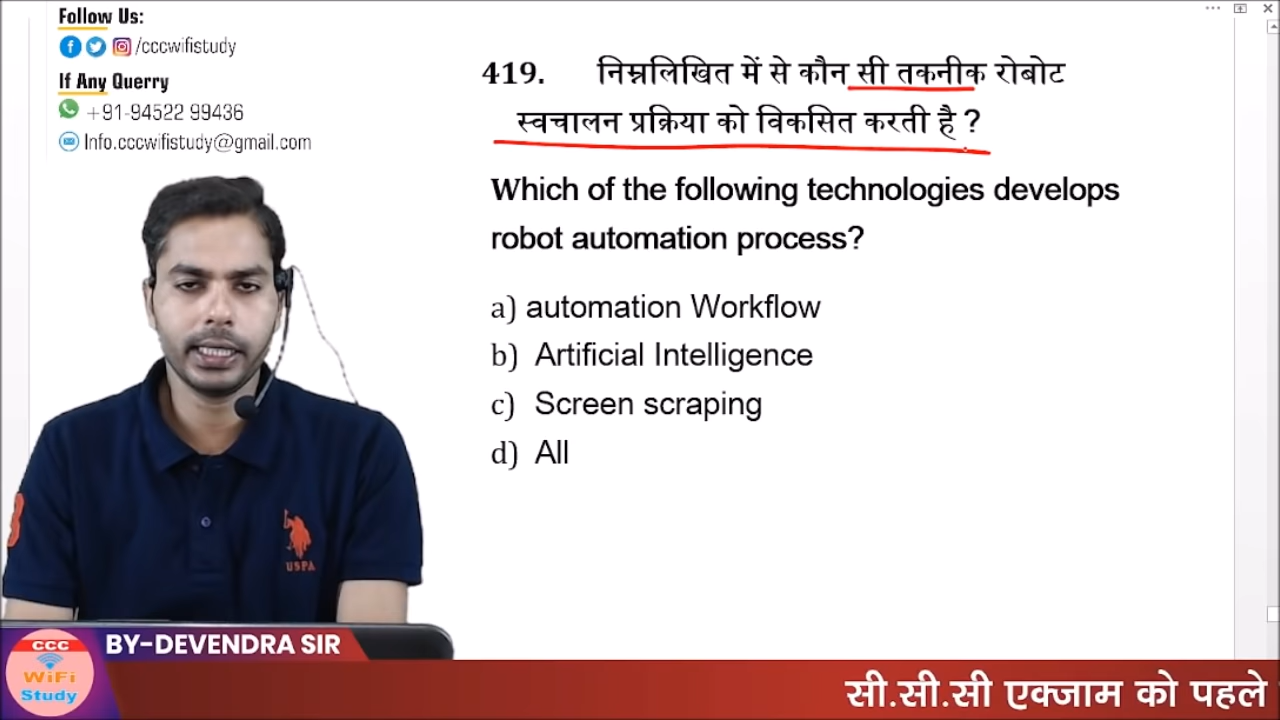 Follow Us:
/cccwifistudy
If Any Querry
+91-94522 99436
Info.cccwifistudy@gmail.com
419. निम्नलिखित में से कौन सी तकनीक रोबोट
स्वचालन प्रक्रिया को विकसित करती है ?
Which of the following technologies develops
robot automation process?
a) automation Workflow
b) Artificial Intelligence
c) Screen scraping
d) All
3
USPA
CCC
WiFi
Study
BY-DEVENDRA SIR
सी.सी.सी एक्जाम को पहले